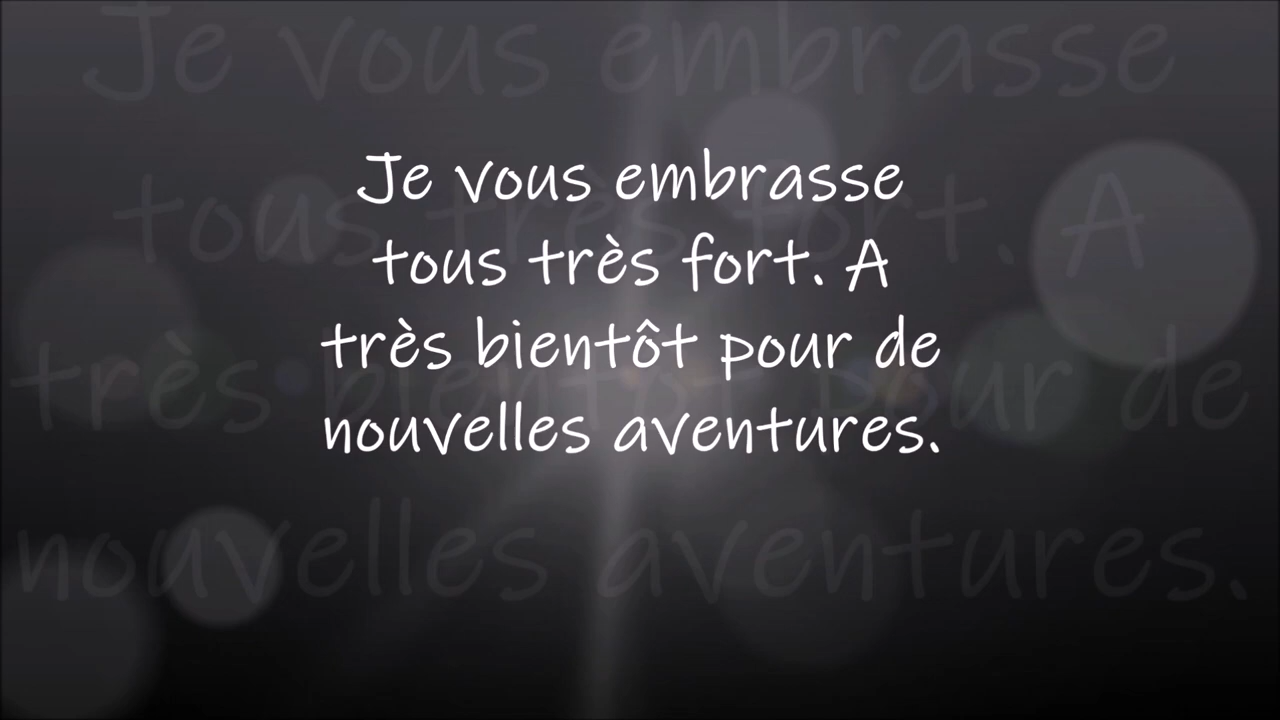 Je vous embrasse
tous très fort. A
très bientôt pour de
nouvelles aventures.